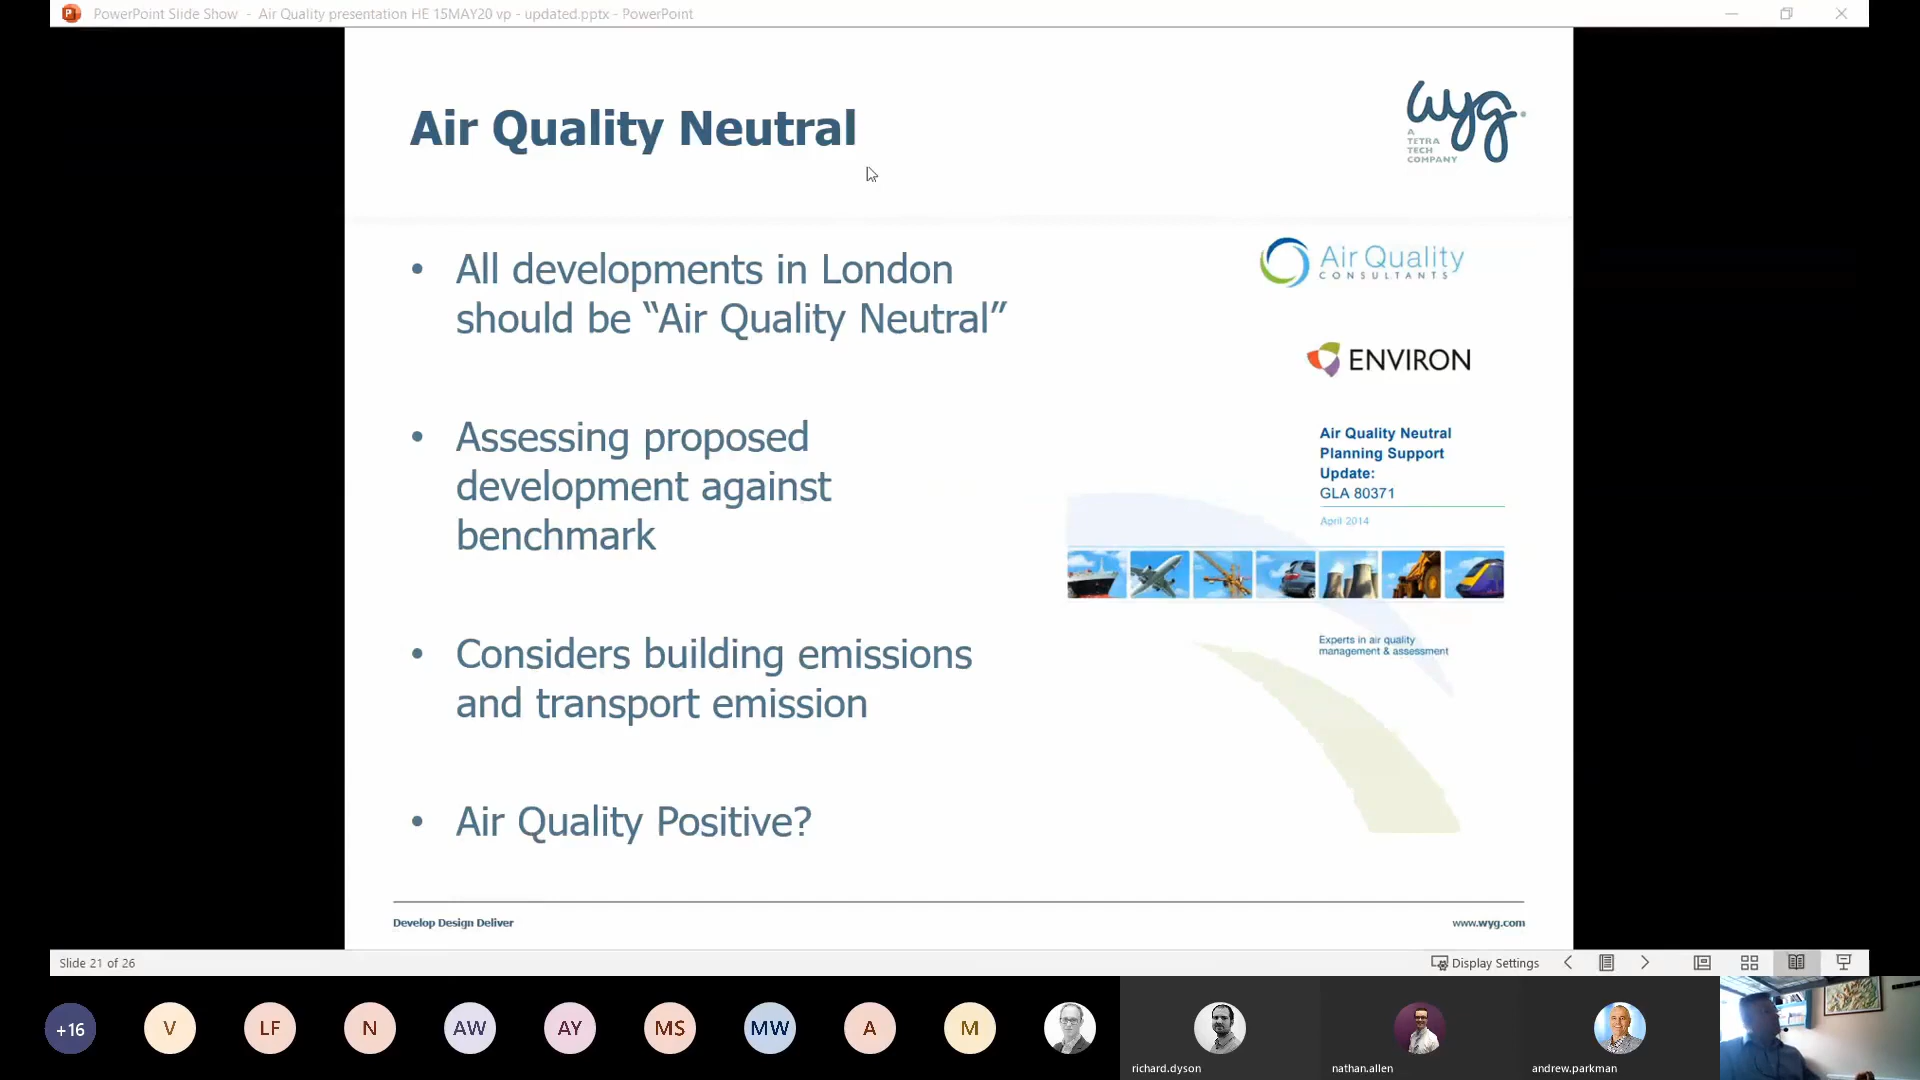 PowerPoint Slide Show - Air Quality presentation HE 15MAY20 vp - updated.pptx - PowerPoint
Air Quality Neutral
wyg
A
TETRA
TECH
COMPANY
• All developments in London
should be “Air Quality Neutral”
• Assessing proposed
development against
benchmark
• Considers building emissions
and transport emission
• Air Quality Positive?
Air Quality
CONSULTANTS
ENVIRON
Air Quality Neutral
Planning Support
Update:
GLA 80371
April 2014
Experts in air quality
management & assessment
Develop Design Deliver
www.wyg.com
Slide 21 of 26
Display Settings
+16
V
LF
N
AW
AY
MS
MW
A
M
richard.dyson
nathan.allen
andrew.parkman